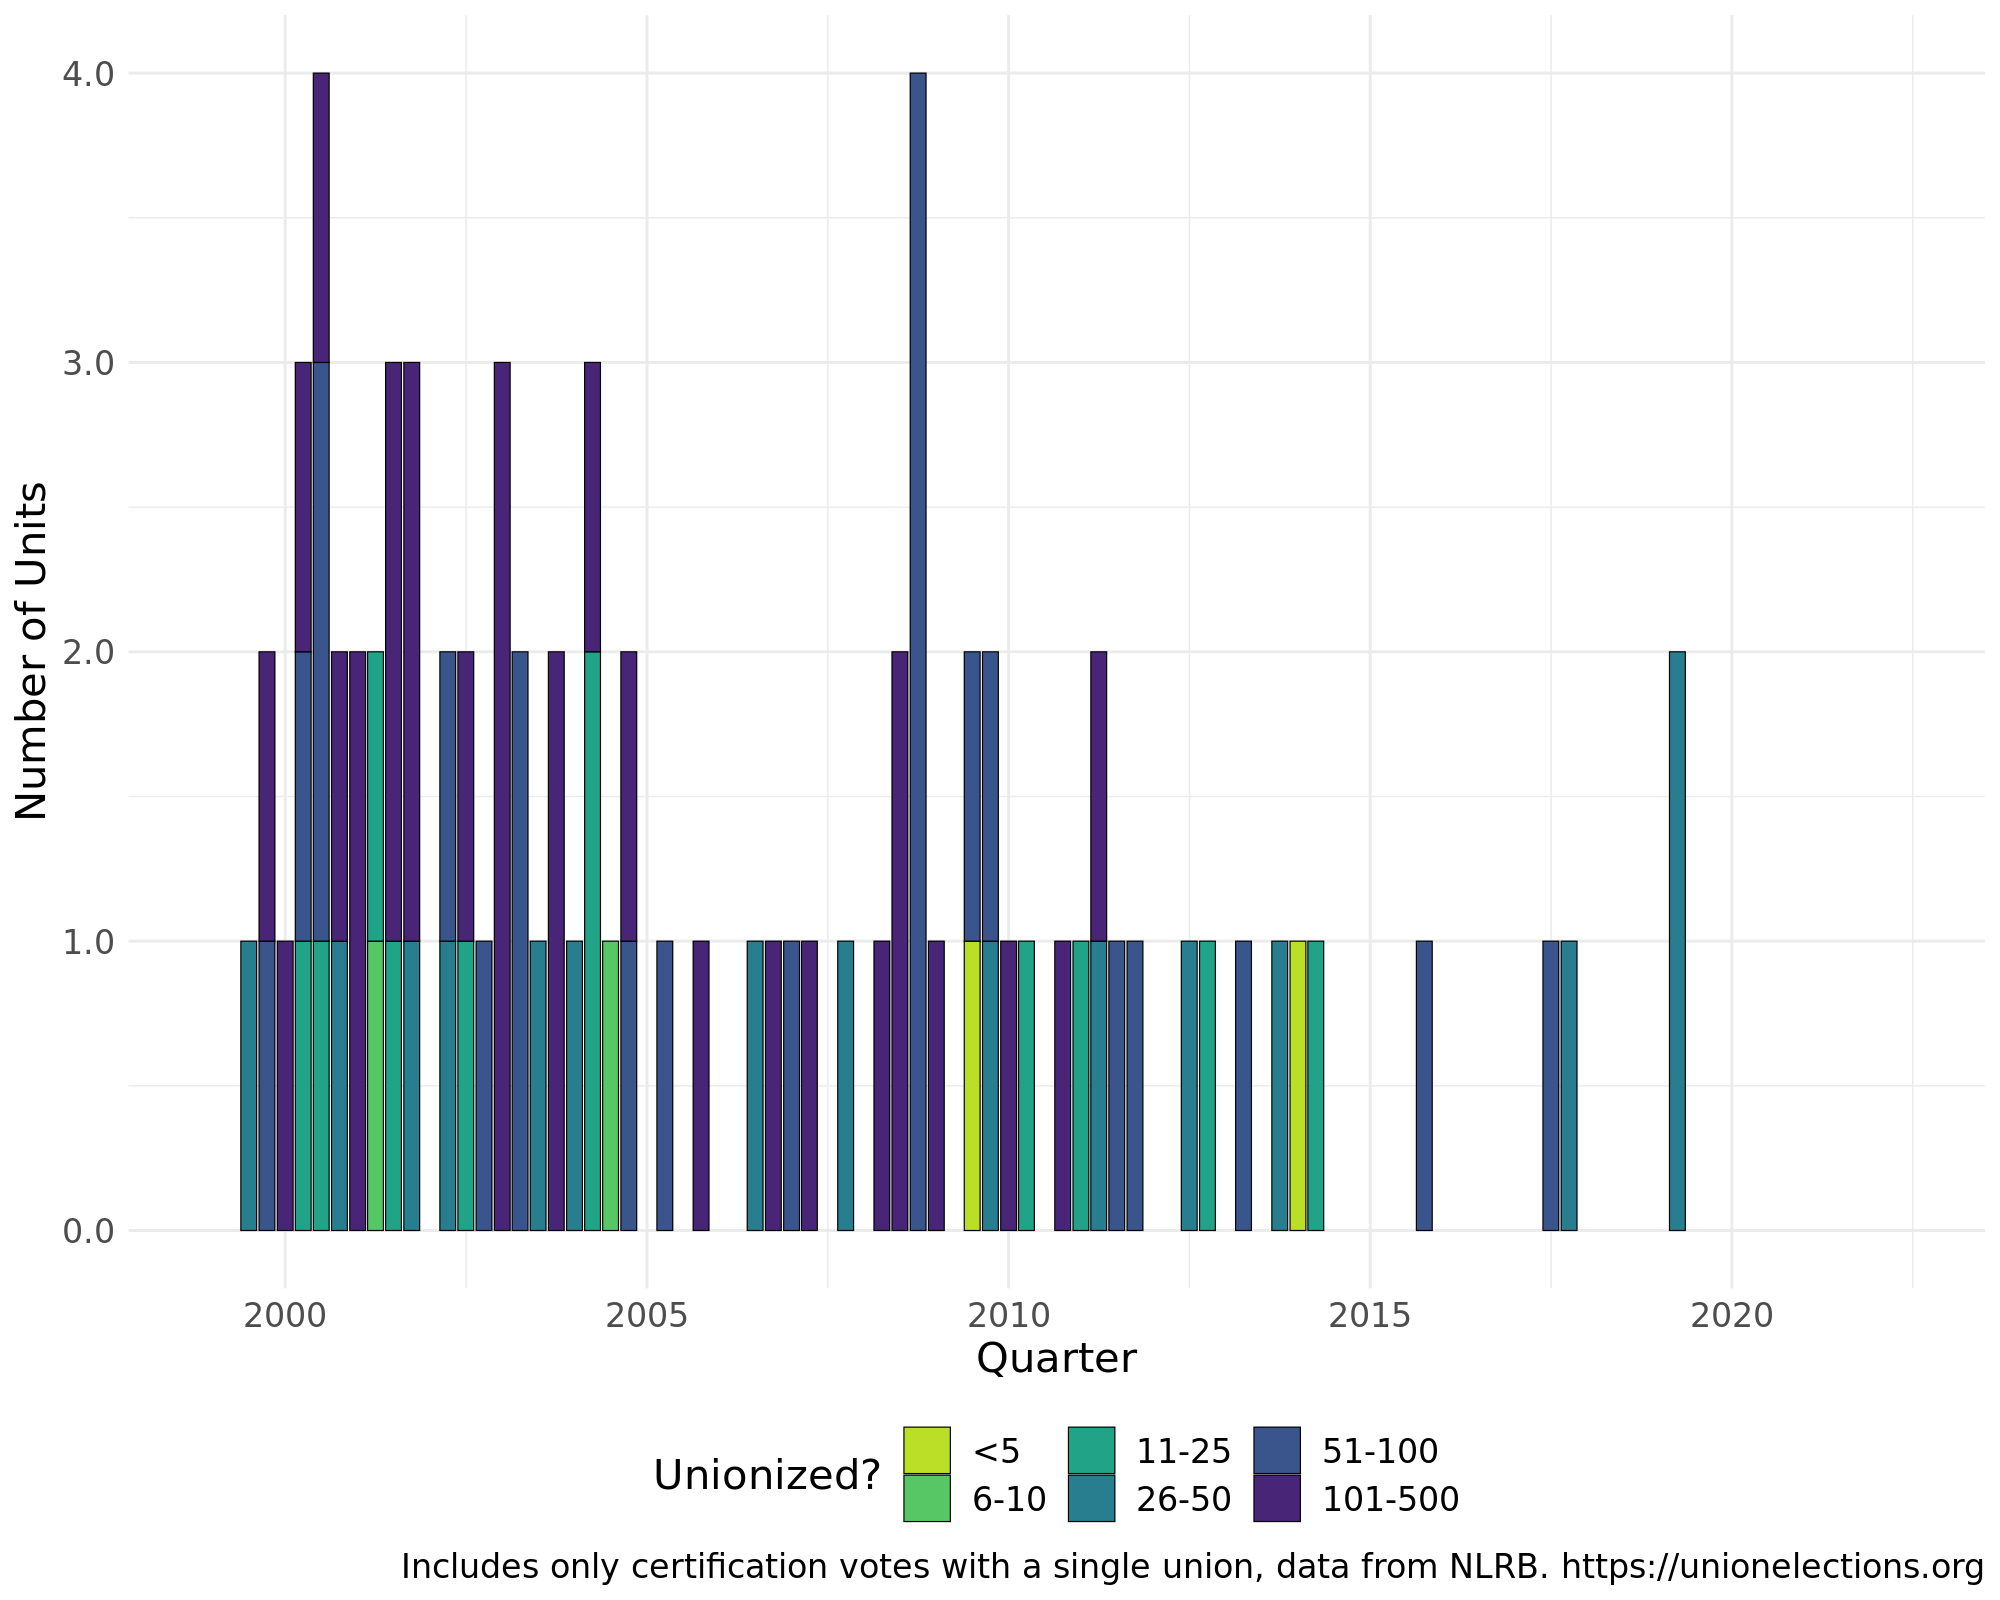 4.0
3.0
2.0
1.0
0.0
Number of Units
2000 2005 2010 2015 2020
Quarter
Unionized?
<5 11-25 51-100
6-10 26-50 101-500
Includes only certification votes with a single union, data from NLRB. https://unionelections.org